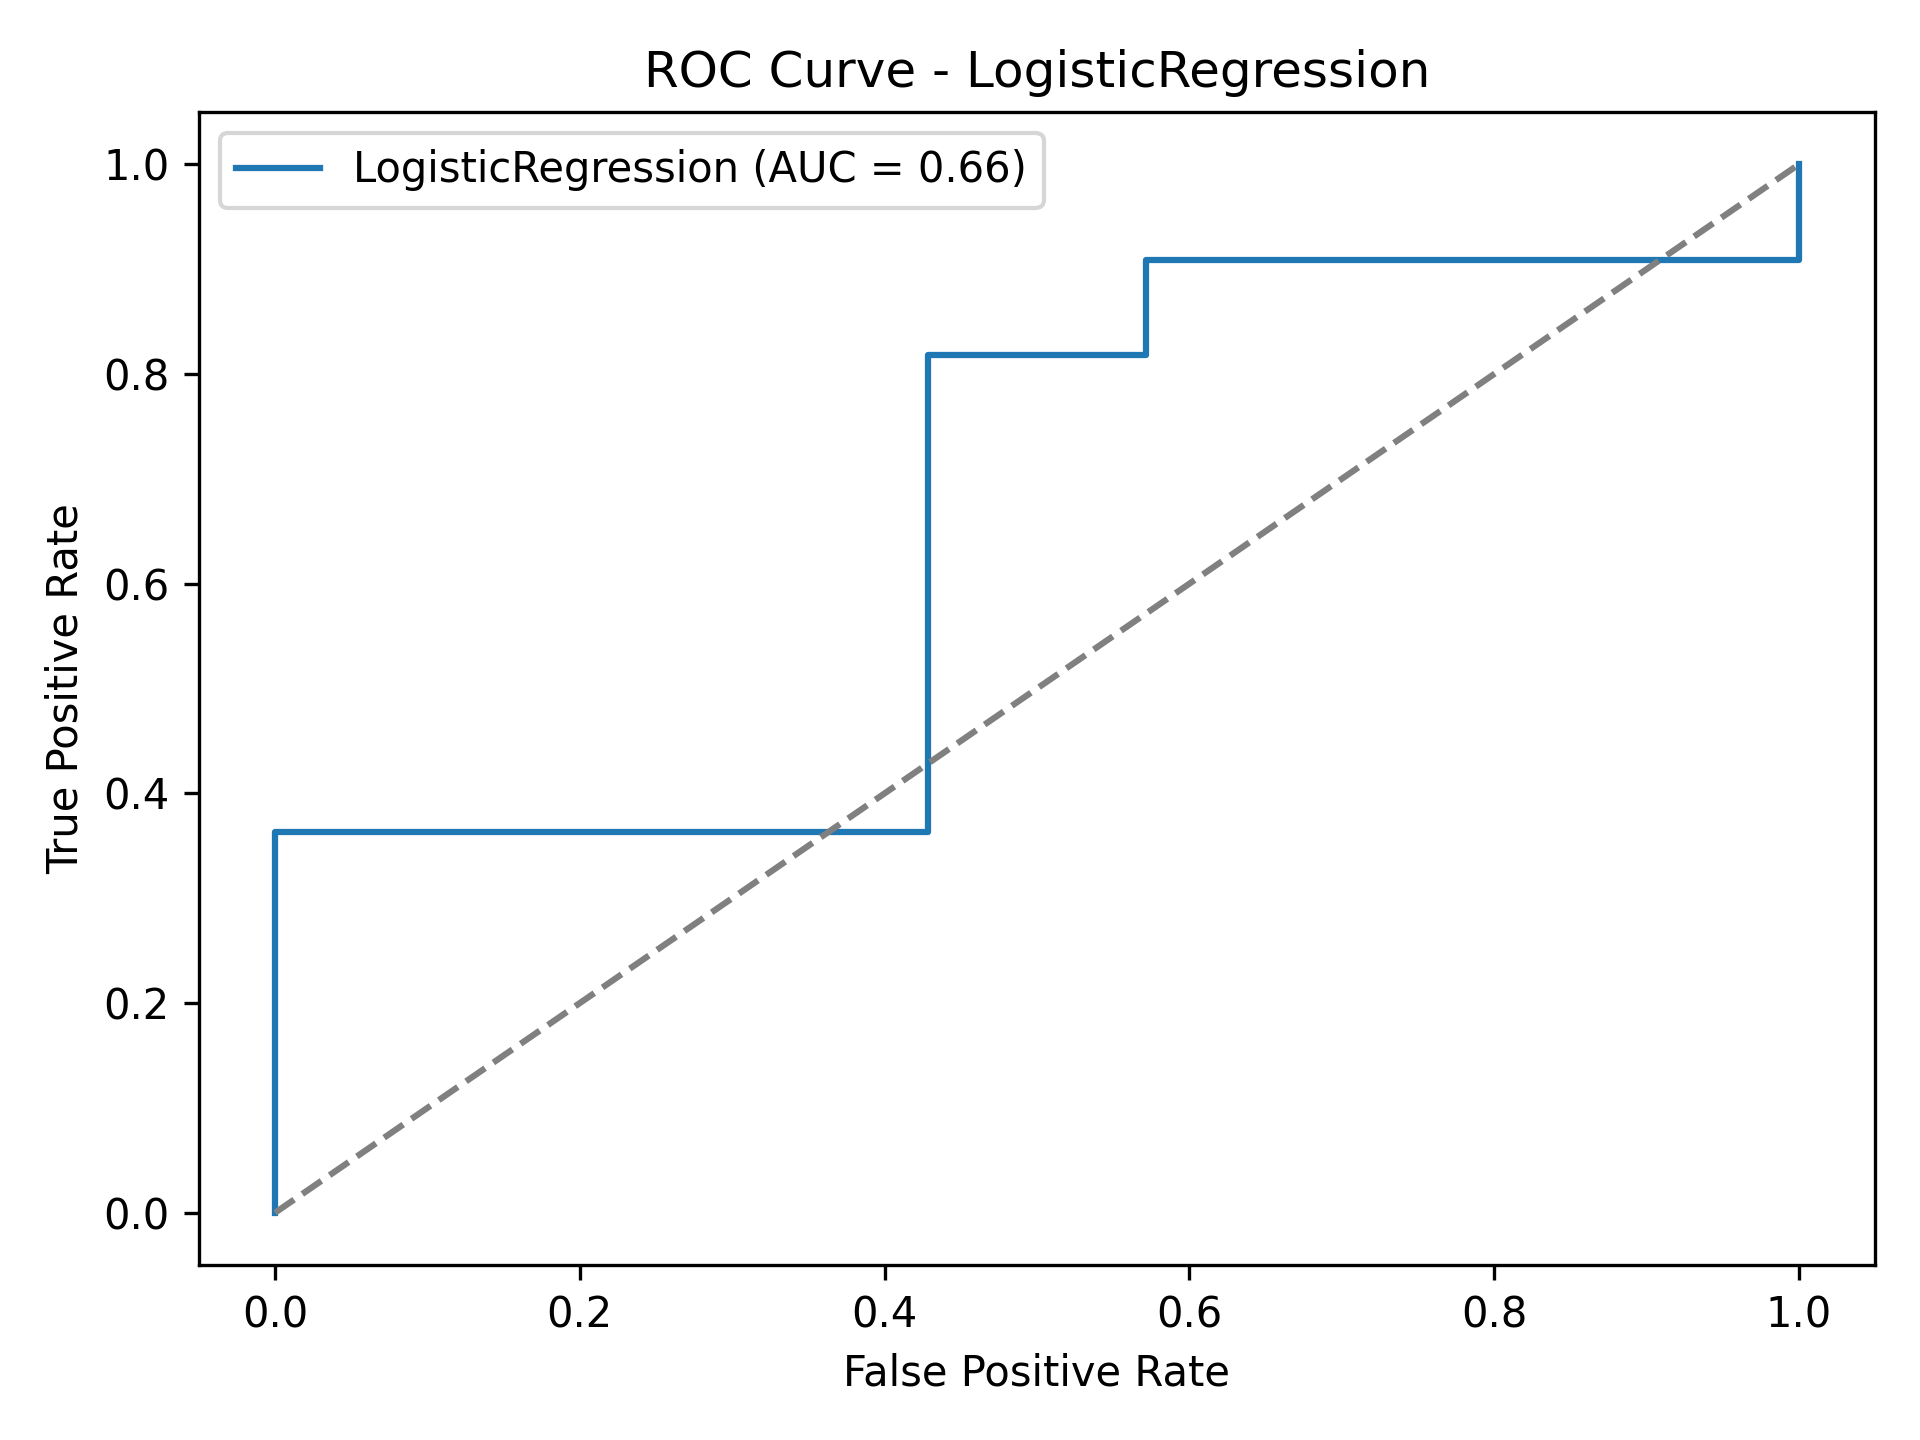 ROC Curve - LogisticRegression
LogisticRegression (AUC = 0.66)
1.0
0.8
0.6
0.4
0.2
0.0
True Positive Rate
0.0 0.2 0.4 0.6 0.8 1.0
False Positive Rate